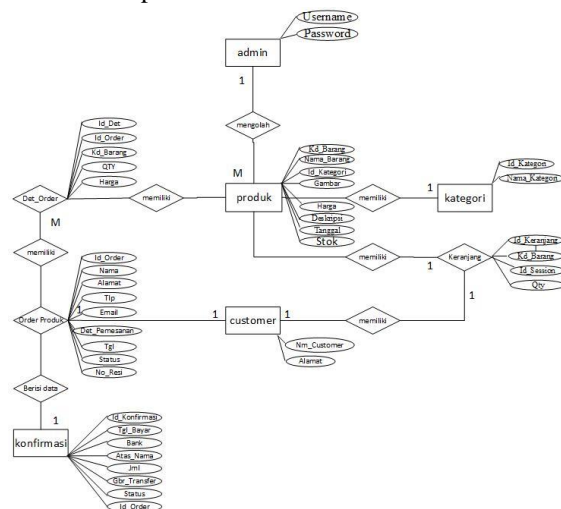 Username
Password
admin
1
mengolah
M
Id_Det
Id_Order
Kd_Barang
QTY
Harga
Det_Order
M
memiliki
produk
Kd_Barang
Nama_Barang
Id_Kategori
Gambar
Harga
Deskripsi
Tanggal
Stok
memiliki
1
kategori
Id_Kategori
Nama_Kategori
memiliki
1
Keranjang
Id_Keranjang
Kd_Barang
Id_Session
Qty
1
memiliki
Order Produk
1
Id_Order
Nama
Alamat
Tlp
Email
Det_Pemesanan
Tgl
Status
No_Resi
1
customer
1
memiliki
Nm_Customer
Alamat
Berisi data
1
konfirmasi
Id_Konfirmasi
Tgl_Bayar
Bank
Atas_Nama
Jml
Gbr_Transfer
Status
Id_Order